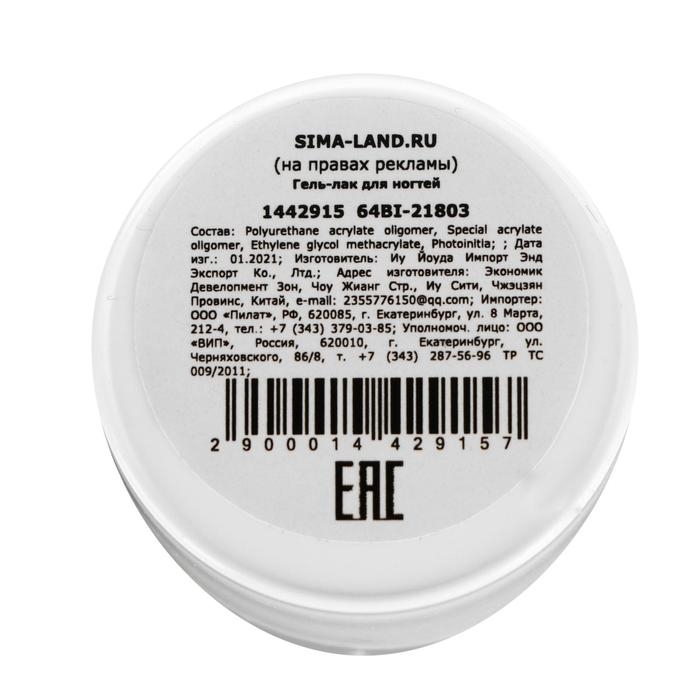 SIMA-LAND.RU
(на правах рекламы)
Гель-лак для ногтей
1442915 64BI-21803
Состав: Polyurethane acrylate oligomer, Special acrylate
oligomer, Ethylene glycol methacrylate, Photoinitia; ; Дата
изг.: 01.2021; Изготовитель: Иу Йоуда Импорт Энд
Экспорт Ко., Лтд.; Адрес изготовителя: Экономик
Девелопмент Зон, Чоу Жианг Стр., Иу Сити, Чжэцзян
Провинс, Китай, e-mail: 2355776150@qq.com; Импортер:
ООО «Пилат», РФ, 620085, г. Екатеринбург, ул. 8 Марта,
212-4, тел.: +7 (343) 379-03-85; Уполномоч. лицо: ООО
«ВИП», Россия, 620010, г. Екатеринбург, ул.
Черняховского, 86/8, т. +7 (343) 287-56-96 ТР ТС
009/2011;
2900014429157
EAC